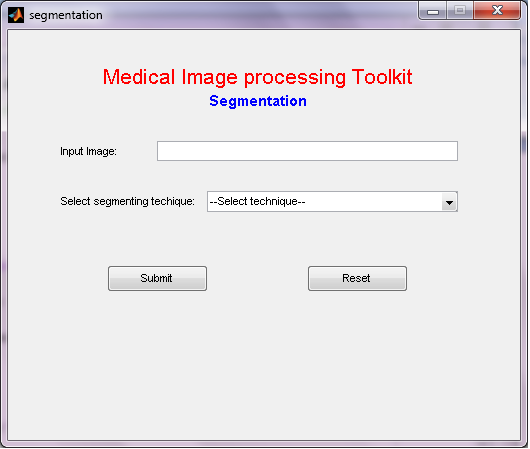 segmentation
Medical Image processing Toolkit
Segmentation
Input Image:
Select segmenting techique: --Select technique--
Submit Reset